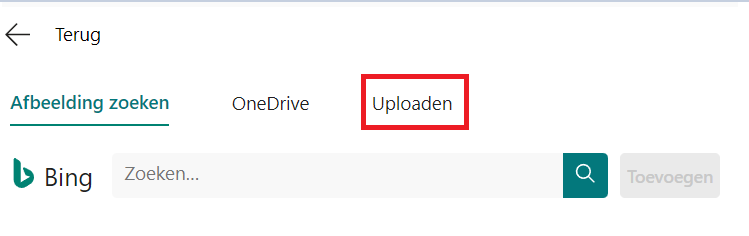 Terug
Afbeelding zoeken OneDrive Uploaden
Bing Zoeken... Toevoegen